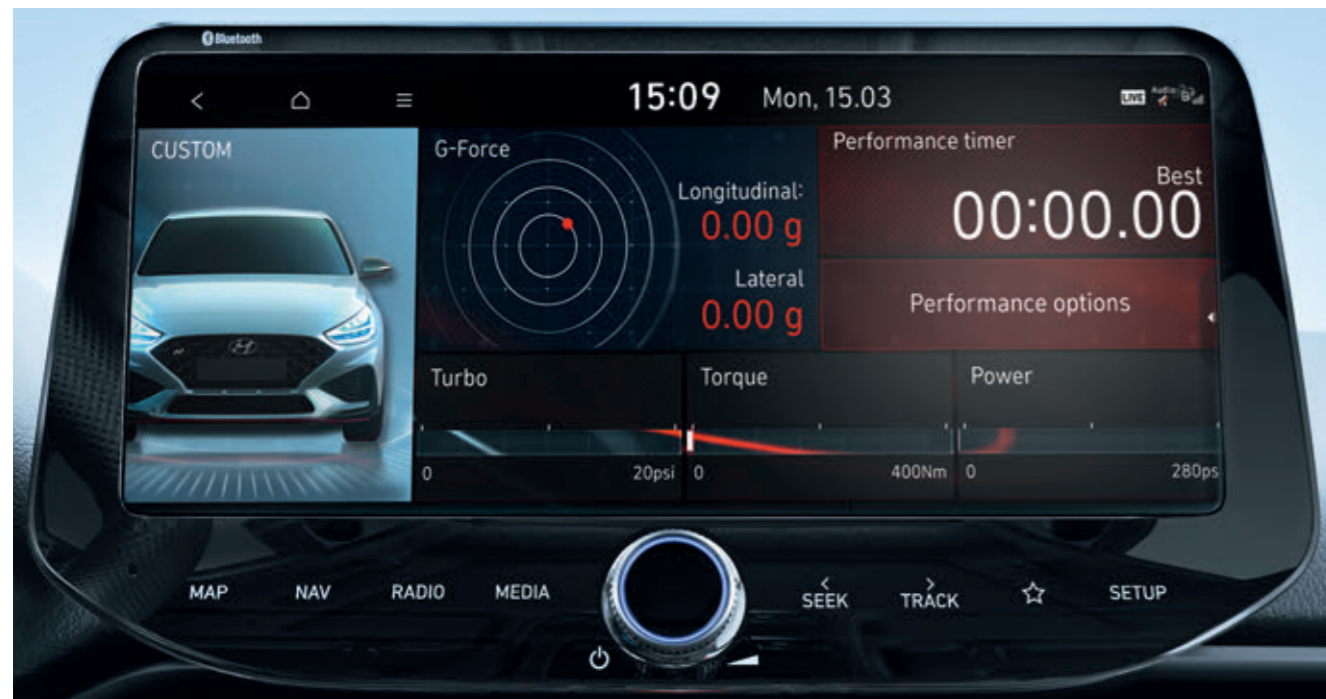 Bluetooth
15:09 Mon, 15.03
LIVE Audio
CUSTOM
G-Force
Longitudinal:
0.00 g
Lateral
0.00 g
Performance timer
Best
00:00.00
Performance options
Turbo
0 20psi
Torque
0 400Nm
Power
0 280ps
MAP NAV RADIO MEDIA SEEK TRACK SETUP